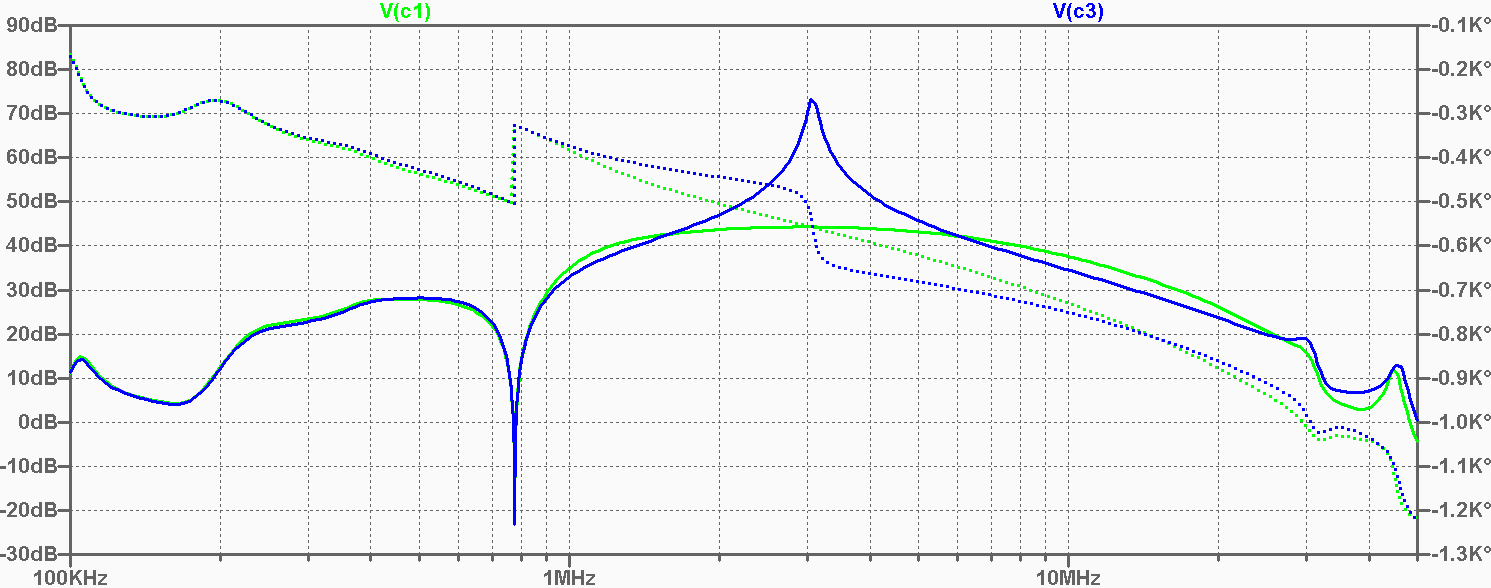 V(c1) V(c3)
90dB -0.1K°
80dB -0.2K°
70dB -0.3K°
60dB -0.4K°
50dB -0.5K°
40dB -0.6K°
30dB -0.7K°
20dB -0.8K°
10dB -0.9K°
0dB -1.0K°
-10dB -1.1K°
-20dB -1.2K°
-30dB -1.3K°
100KHz 1MHz 10MHz